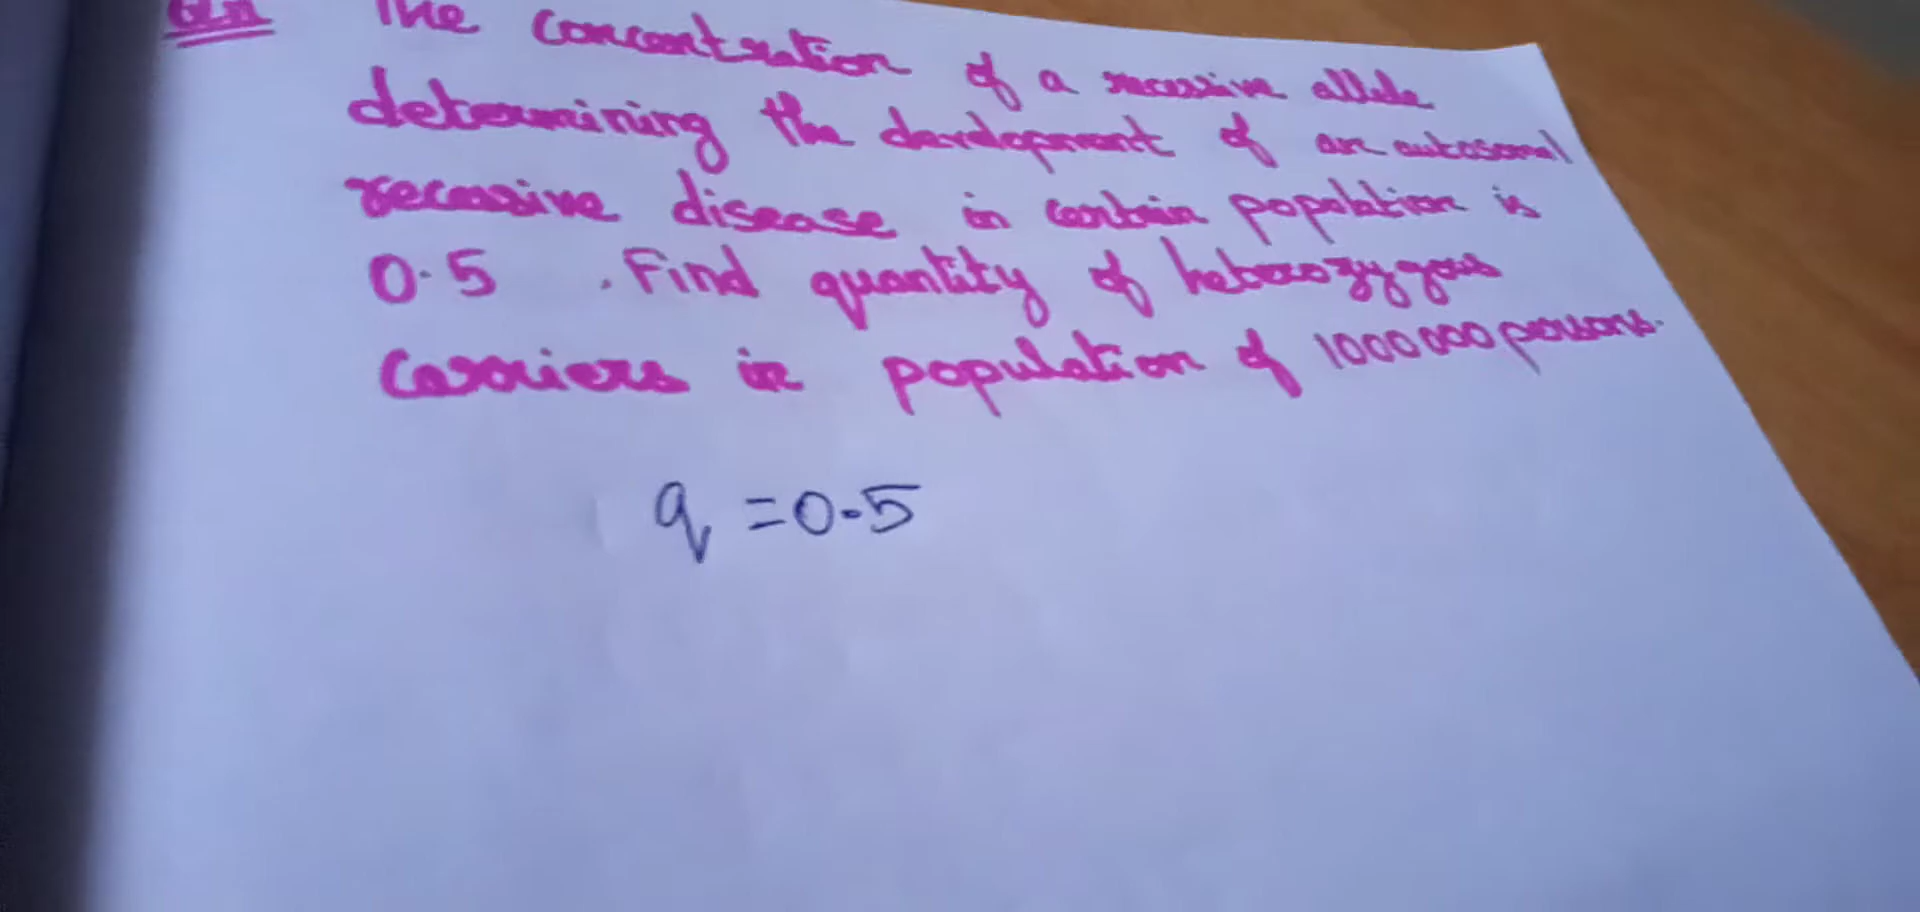 Qn
The concentration of a recessive allele
determining the development of an autosomal
recessive disease in certain population is
0.5 . Find quantity of heterozygous
Carriers in population of 1000000 persons.
q = 0.5